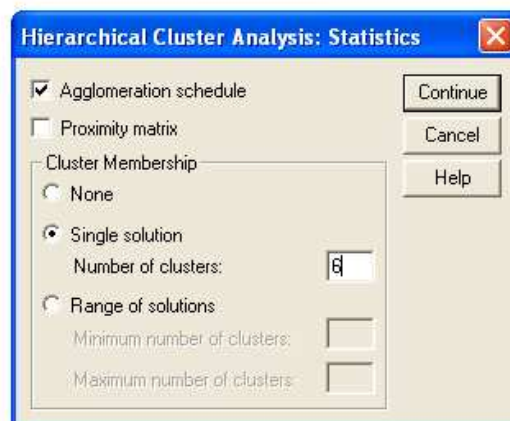 Hierarchical Cluster Analysis: Statistics
Agglomeration schedule
Continue
Proximity matrix
Cancel
Cluster Membership
Help
None
Single solution
Number of clusters: 6
Range of solutions
Minimum number of clusters:
Maximum number of clusters: